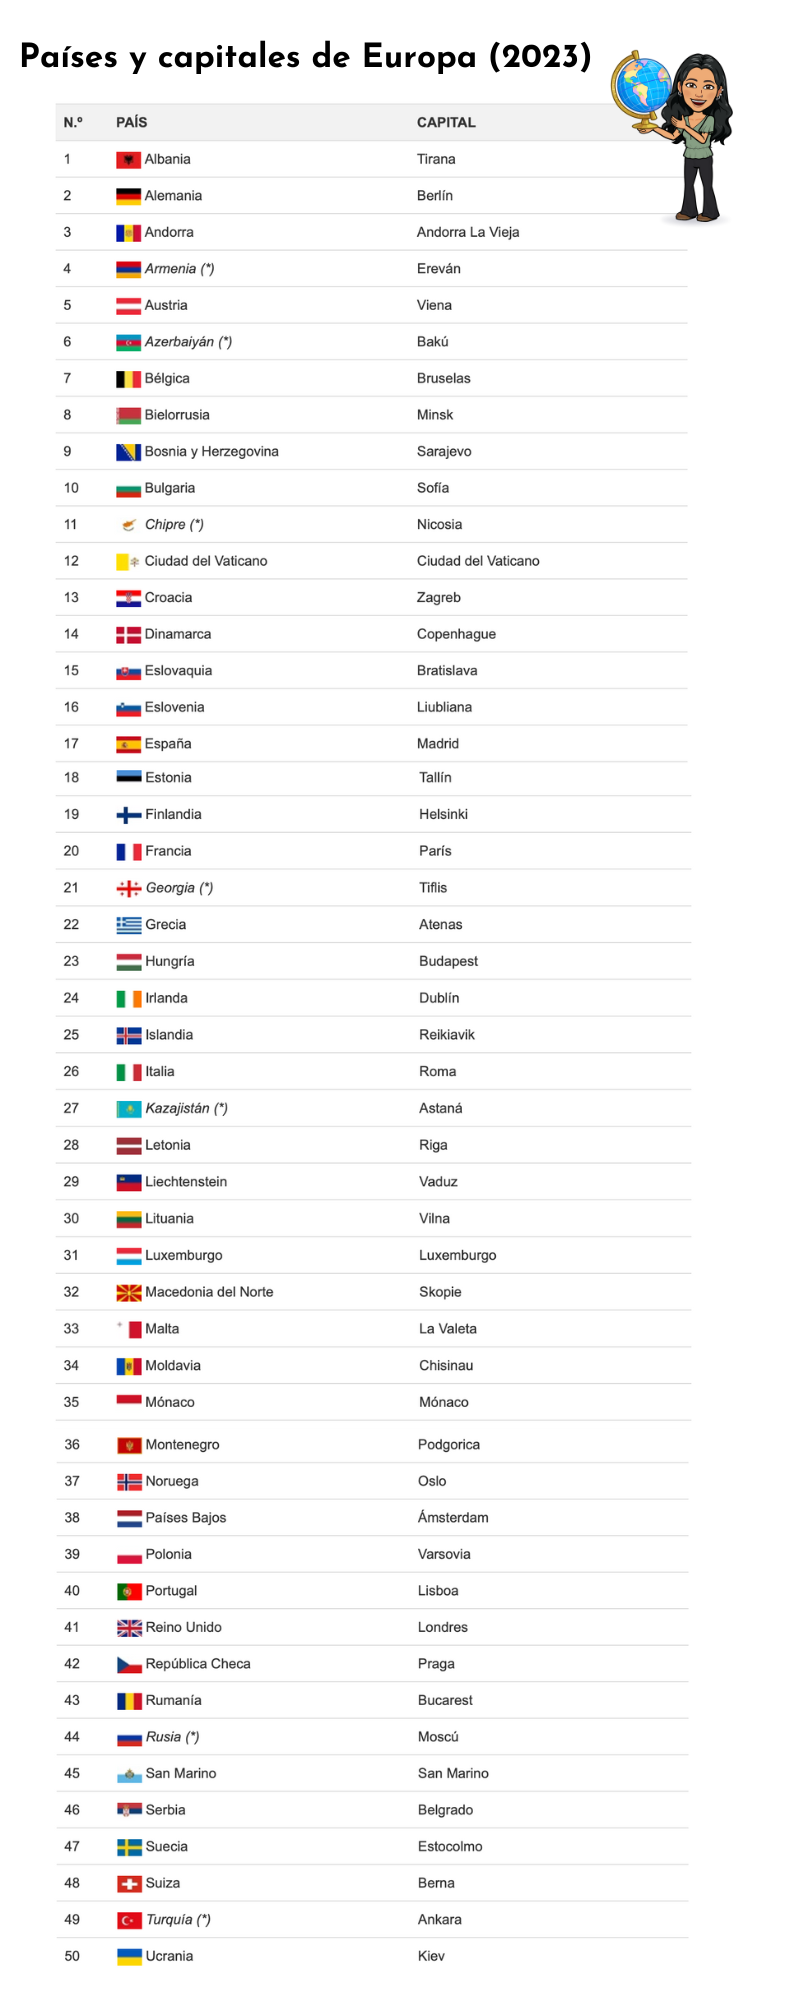 Países y capitales de Europa (2023)
N.º PAÍS CAPITAL
1 Albania Tirana
2 Alemania Berlín
3 Andorra Andorra La Vieja
4 Armenia (*) Ereván
5 Austria Viena
6 Azerbaiyán (*) Bakú
7 Bélgica Bruselas
8 Bielorrusia Minsk
9 Bosnia y Herzegovina Sarajevo
10 Bulgaria Sofía
11 Chipre (*) Nicosia
12 Ciudad del Vaticano Ciudad del Vaticano
13 Croacia Zagreb
14 Dinamarca Copenhague
15 Eslovaquia Bratislava
16 Eslovenia Liubliana
17 España Madrid
18 Estonia Tallín
19 Finlandia Helsinki
20 Francia París
21 Georgia (*) Tiflis
22 Grecia Atenas
23 Hungría Budapest
24 Irlanda Dublín
25 Islandia Reikiavik
26 Italia Roma
27 Kazajistán (*) Astaná
28 Letonia Riga
29 Liechtenstein Vaduz
30 Lituania Vilna
31 Luxemburgo Luxemburgo
32 Macedonia del Norte Skopie
33 Malta La Valeta
34 Moldavia Chisinau
35 Mónaco Mónaco
36 Montenegro Podgorica
37 Noruega Oslo
38 Países Bajos Ámsterdam
39 Polonia Varsovia
40 Portugal Lisboa
41 Reino Unido Londres
42 República Checa Praga
43 Rumanía Bucarest
44 Rusia (*) Moscú
45 San Marino San Marino
46 Serbia Belgrado
47 Suecia Estocolmo
48 Suiza Berna
49 Turquía (*) Ankara
50 Ucrania Kiev